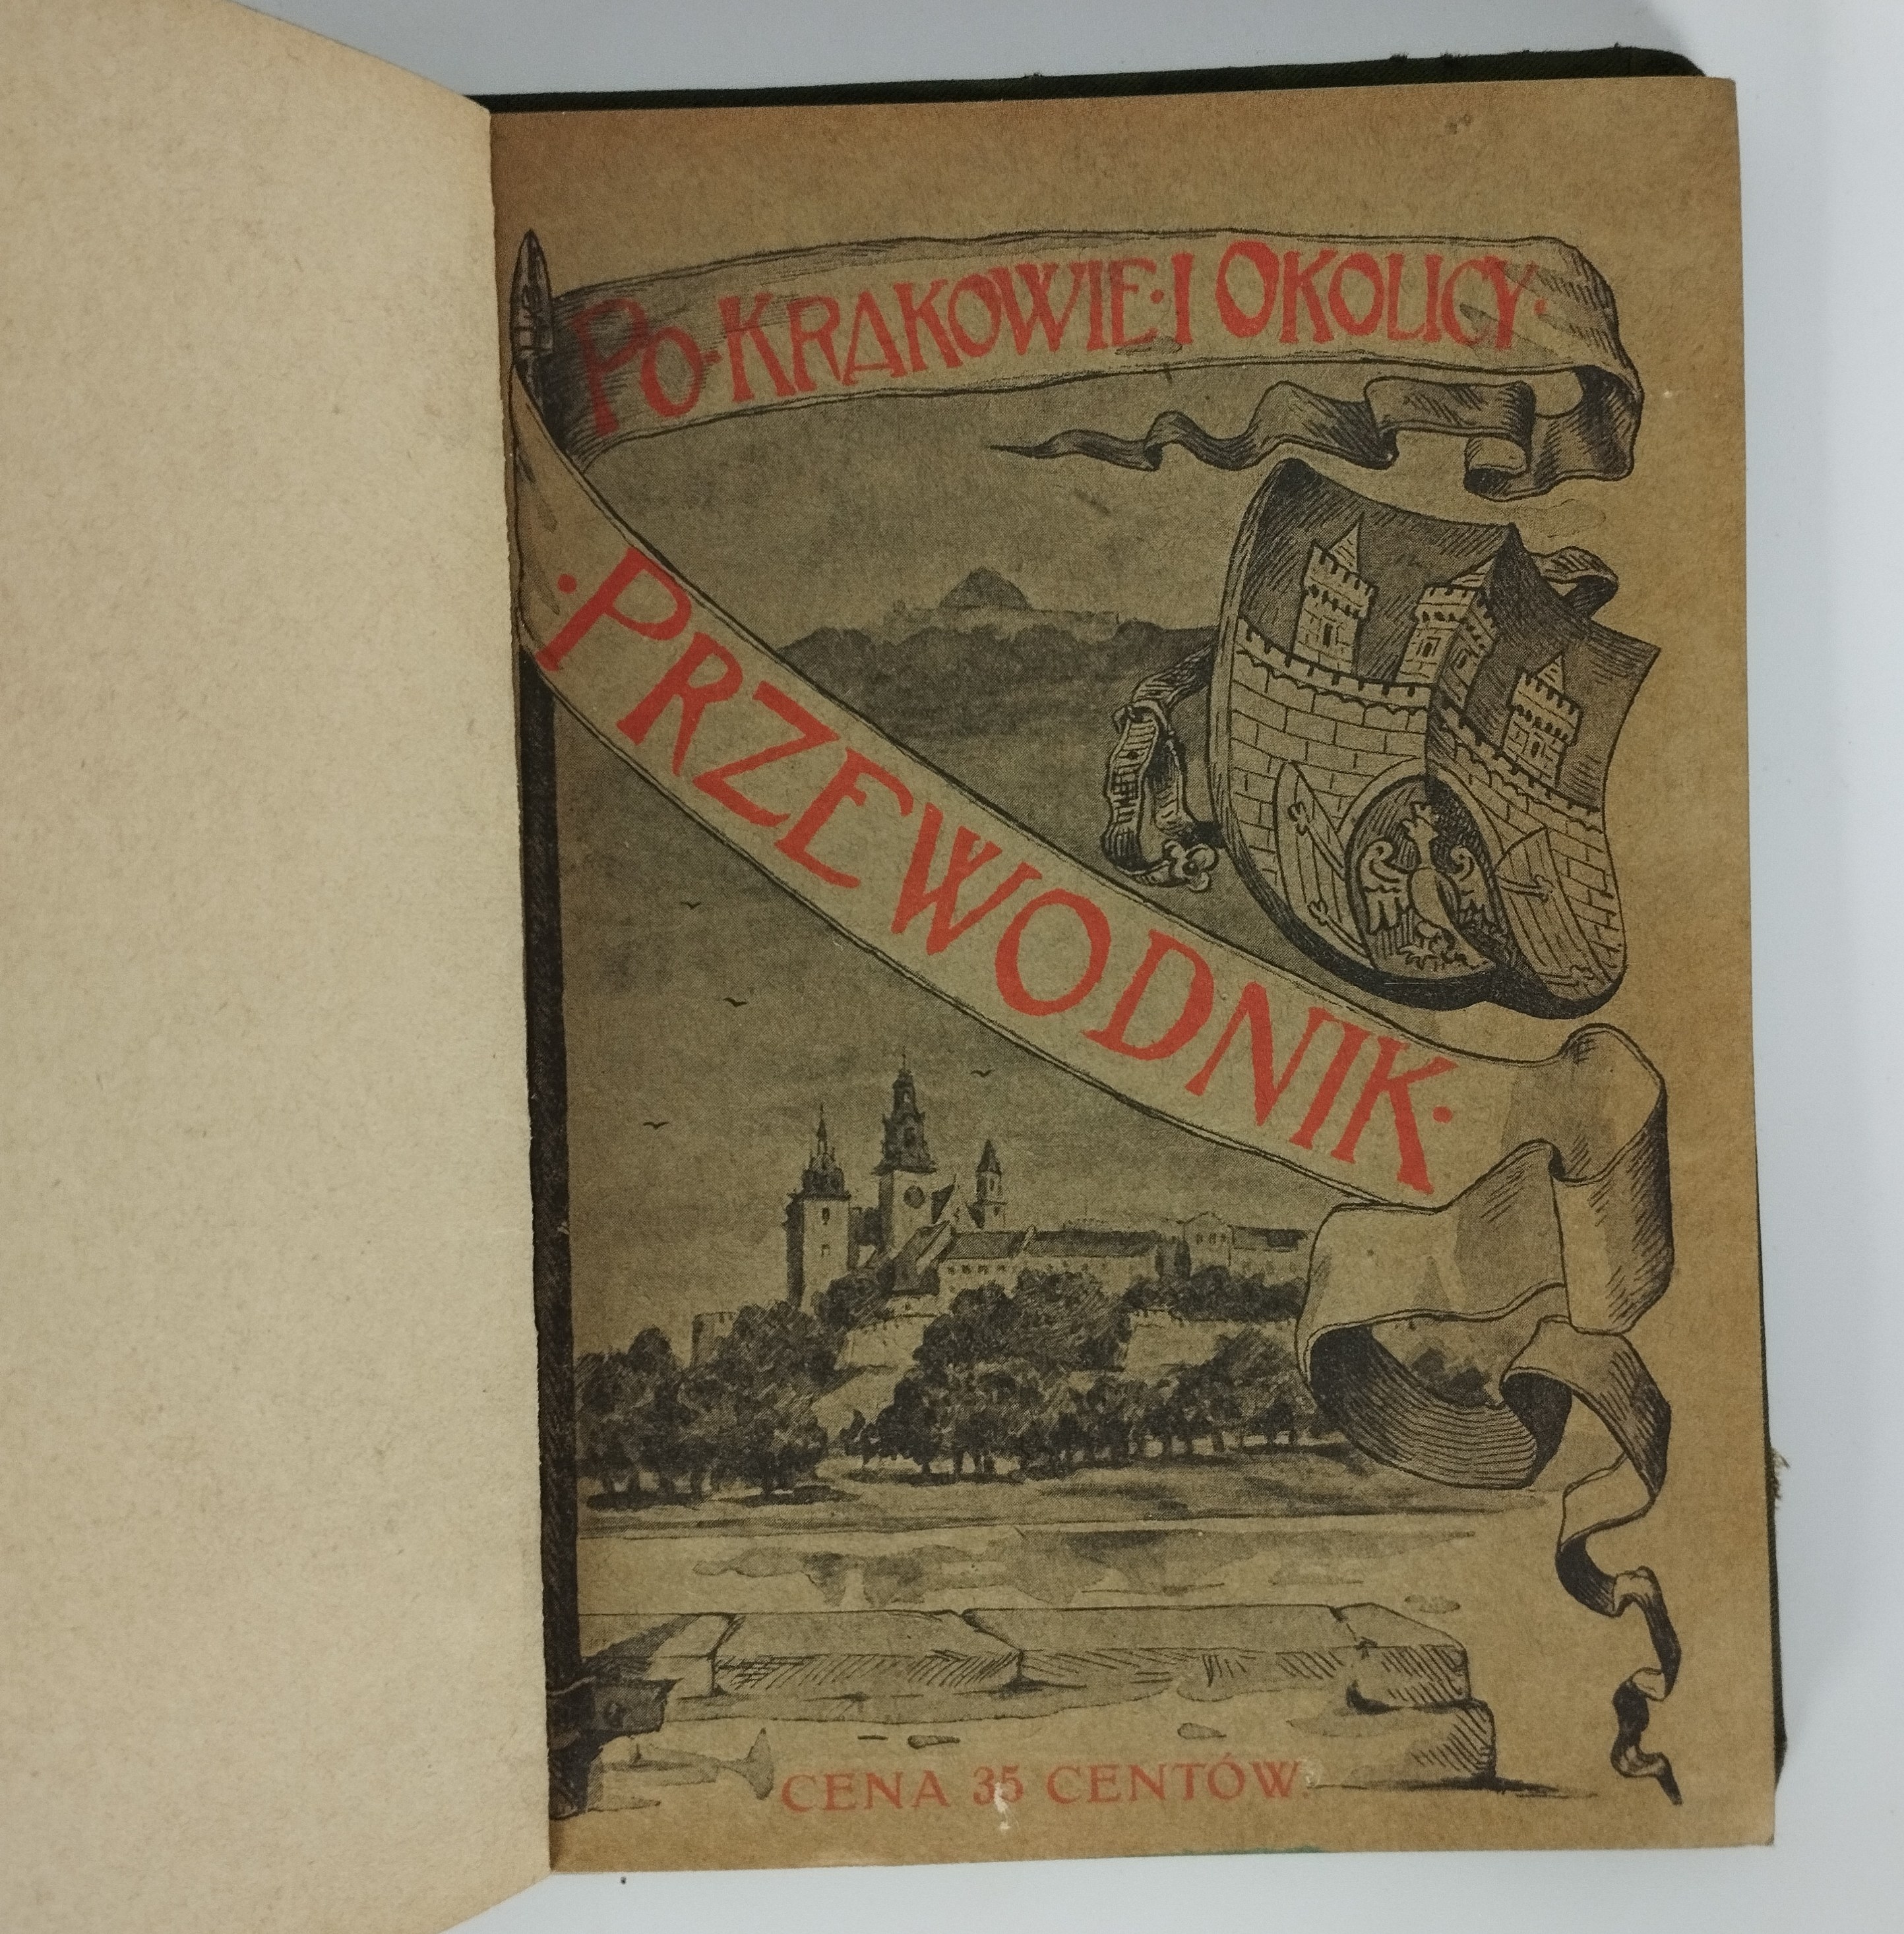 PO·KRAKOWIE·I OKOLICY·
·PRZEWODNIK·
CENA 35 CENTÓW.